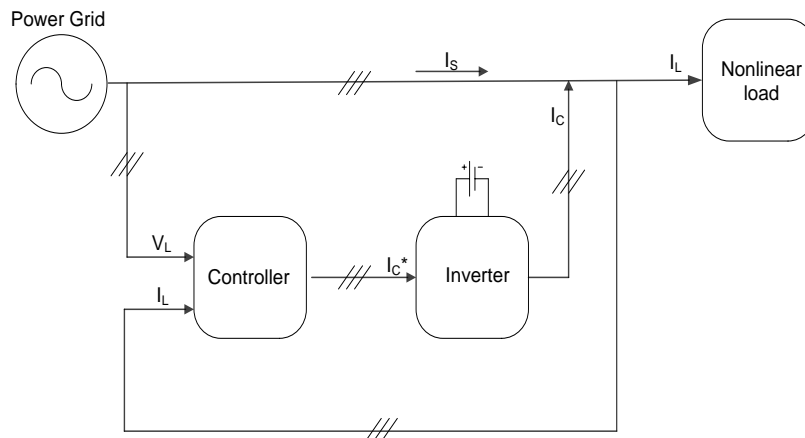 Power Grid
I_S
I_L
Nonlinear
load
I_C
+ -
V_L
I_L
Controller
I_C*
Inverter